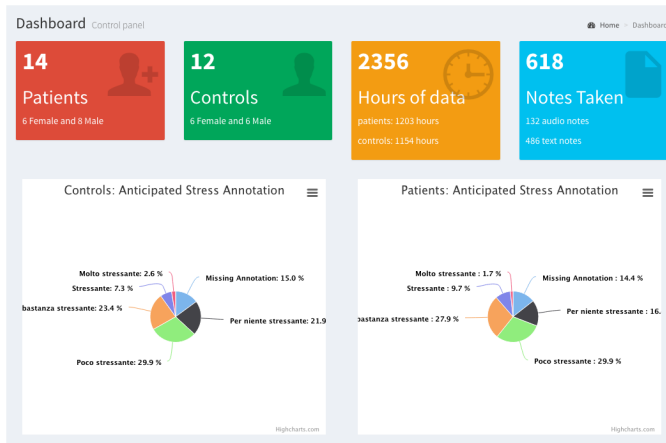 Dashboard Control panel
Home > Dashboard
14
Patients
6 Female and 8 Male
12
Controls
6 Female and 6 Male
2356
Hours of data
patients: 1203 hours
controls: 1154 hours
618
Notes Taken
132 audio notes
486 text notes
Controls: Anticipated Stress Annotation
Molto stressante: 2.6 %
Missing Annotation: 15.0 %
Stressante: 7.3 %
bastanza stressante: 23.4 %
Per niente stressante: 21.9
Poco stressante: 29.9 %
Highcharts.com
Patients: Anticipated Stress Annotation
Molto stressante : 1.7 %
Missing Annotation : 14.4 %
Stressante : 9.7 %
bastanza stressante : 27.9 %
Per niente stressante : 16.
Poco stressante : 29.9 %
Highcharts.com